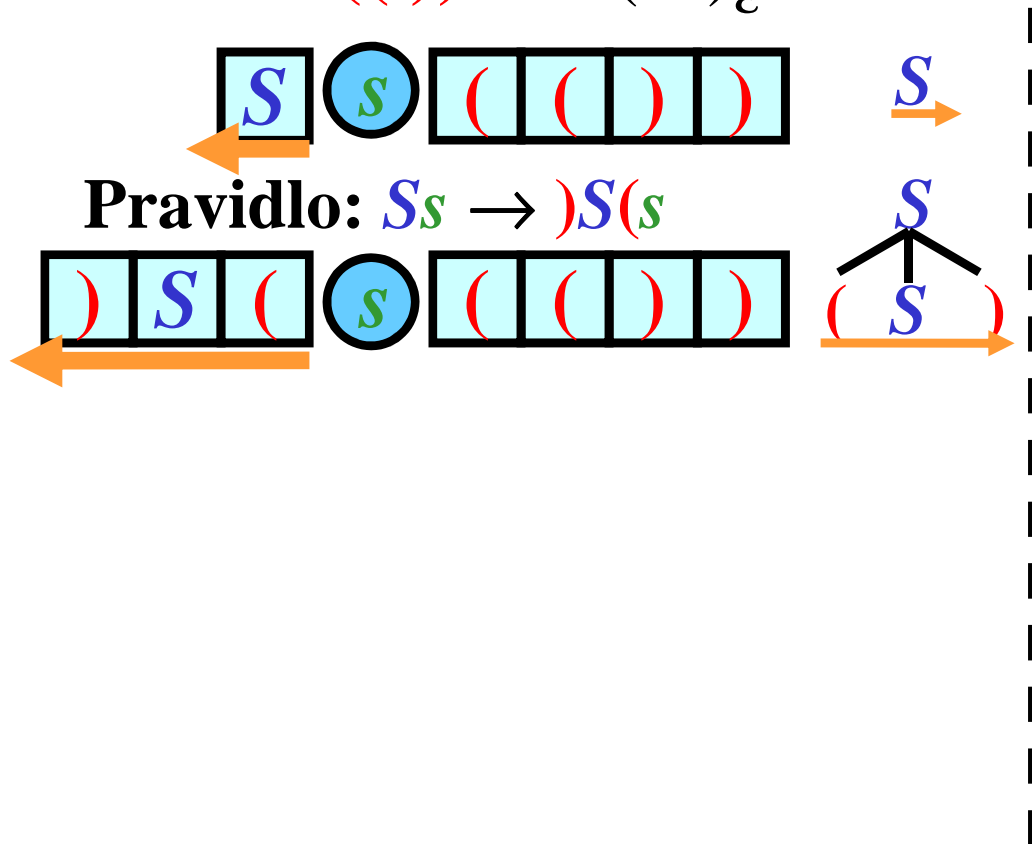 S s ( ( ) ) S
Pravidlo: Ss → )S(s S
) S ( s ( ( ) ) ( S )